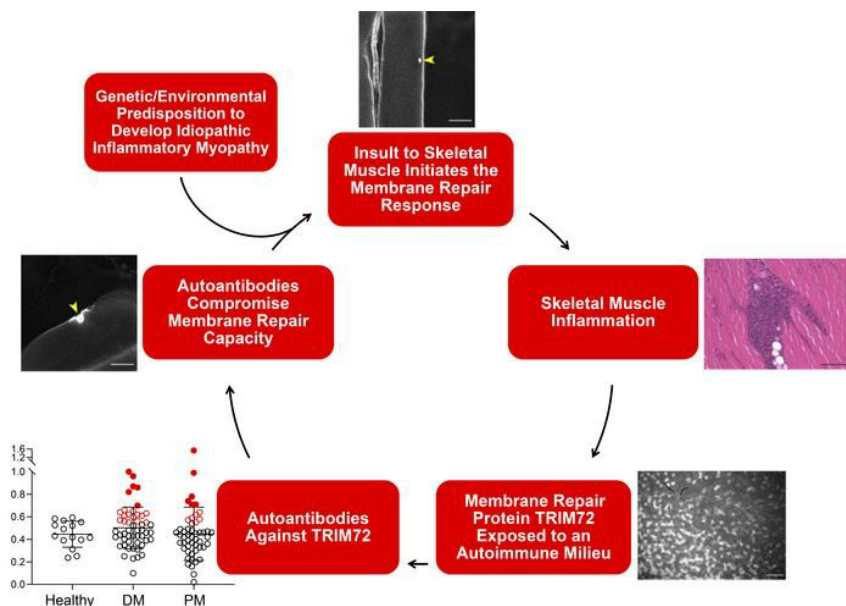 Genetic/Environmental
Predisposition to
Develop Idiopathic
Inflammatory Myopathy
Insult to Skeletal
Muscle Initiates the
Membrane Repair
Response
Autoantibodies
Compromise
Membrane Repair
Capacity
Skeletal Muscle
Inflammation
Autoantibodies
Against TRIM72
Membrane Repair
Protein TRIM72
Exposed to an
Autoimmune Milieu
1.6
1.2
1.0
0.8
0.6
0.4
0.2
0.0
Healthy DM PM